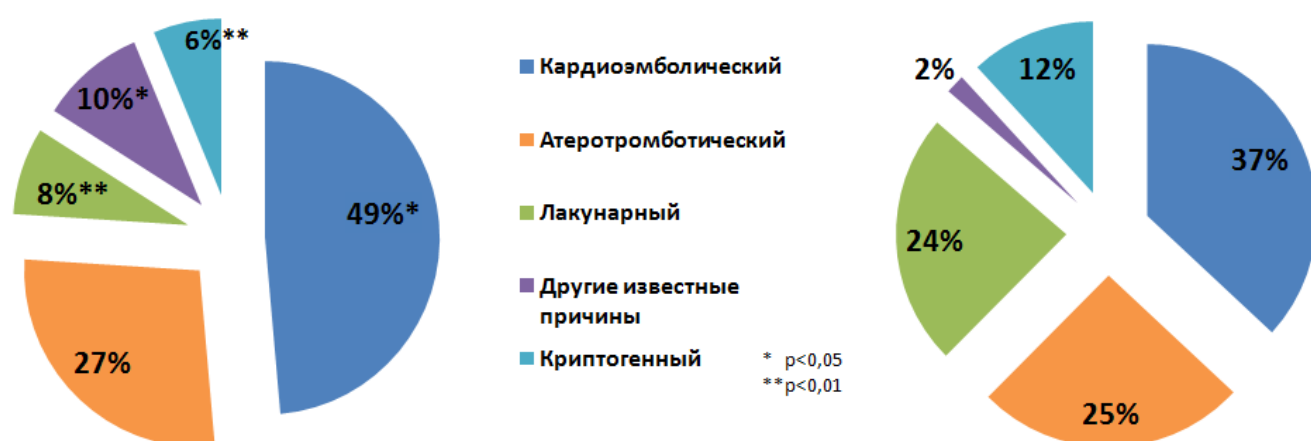 6%**
10%*
8%**
49%*
27%
Кардиоэмболический
Атеротромботический
Лакунарный
Другие известные
причины
Криптогенный
* p<0,05
**p<0,01
2%
12%
37%
24%
25%